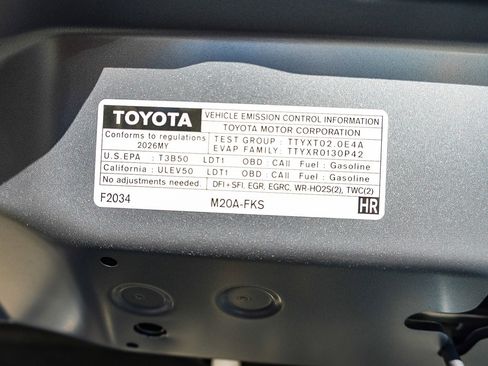 TOYOTA
VEHICLE EMISSION CONTROL INFORMATION
TOYOTA MOTOR CORPORATION
Conforms to regulations
2026MY
TEST GROUP : TTYXT02.0E4A
EVAP FAMILY : TTYXR0130P42
U.S.EPA : T3B50 LDT1 OBD : CAII Fuel : Gasoline
California : ULEV50 LDT1 OBD : CAII Fuel : Gasoline
No adjustments needed. DFI+SFI, EGR, EGRC, WR-HO2S(2), TWC(2)
F2034 M20A-FKS HR